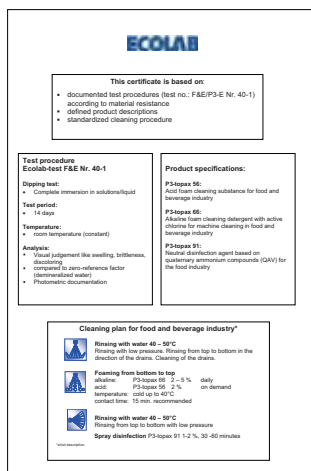 ECOLAB
This certificate is based on:
• documented test procedures (test no.: F&E/P3-E Nr. 40-1)
according to material resistance
• defined product descriptions
• standardized cleaning procedure
Test procedure
Ecolab-test F&E Nr. 40-1
Dipping test:
• Complete immersion in solutions/liquid
Test period:
• 14 days
Temperature:
• room temperature (constant)
Analysis:
• Visual judgement like swelling, brittleness,
discoloring
• compared to zero-reference factor
(demineralized water)
• Photometric documentation
Product specifications:
P3-topax 56:
Acid foam cleaning substance for food and
beverage industry
P3-topax 66:
Alkaline foam cleaning detergent with active
chlorine for machine cleaning in food and
beverage industry
P3-topax 91:
Neutral disinfection agent based on
quaternary ammonium compounds (QAV) for
the food industry
Cleaning plan for food and beverage industry*
Rinsing with water 40 – 50°C
Rinsing with low pressure. Rinsing from top to bottom in the
direction of the drains. Cleaning of the drains.
Foaming from bottom to top
alkaline: P3-topax 66 2 – 5 % daily
acid: P3-topax 56 2 % on demand
temperature: cold up to 40°C
contact time: 15 min. recommended
Rinsing with water 40 – 50°C
Rinsing from top to bottom with low pressure
Spray disinfection P3-topax 91 1-2 %, 30 -60 minutes
*short description